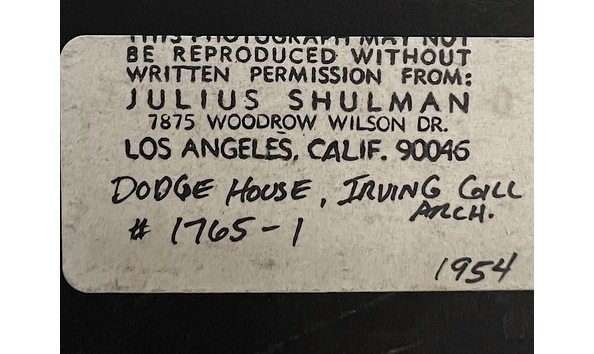 THIS PHOTOGRAPH MAY NOT
BE REPRODUCED WITHOUT
WRITTEN PERMISSION FROM:
JULIUS SHULMAN
7875 WOODROW WILSON DR.
LOS ANGELES, CALIF. 90046
DODGE HOUSE, IRVING GILL
ARCH.
# 1765-1
1954